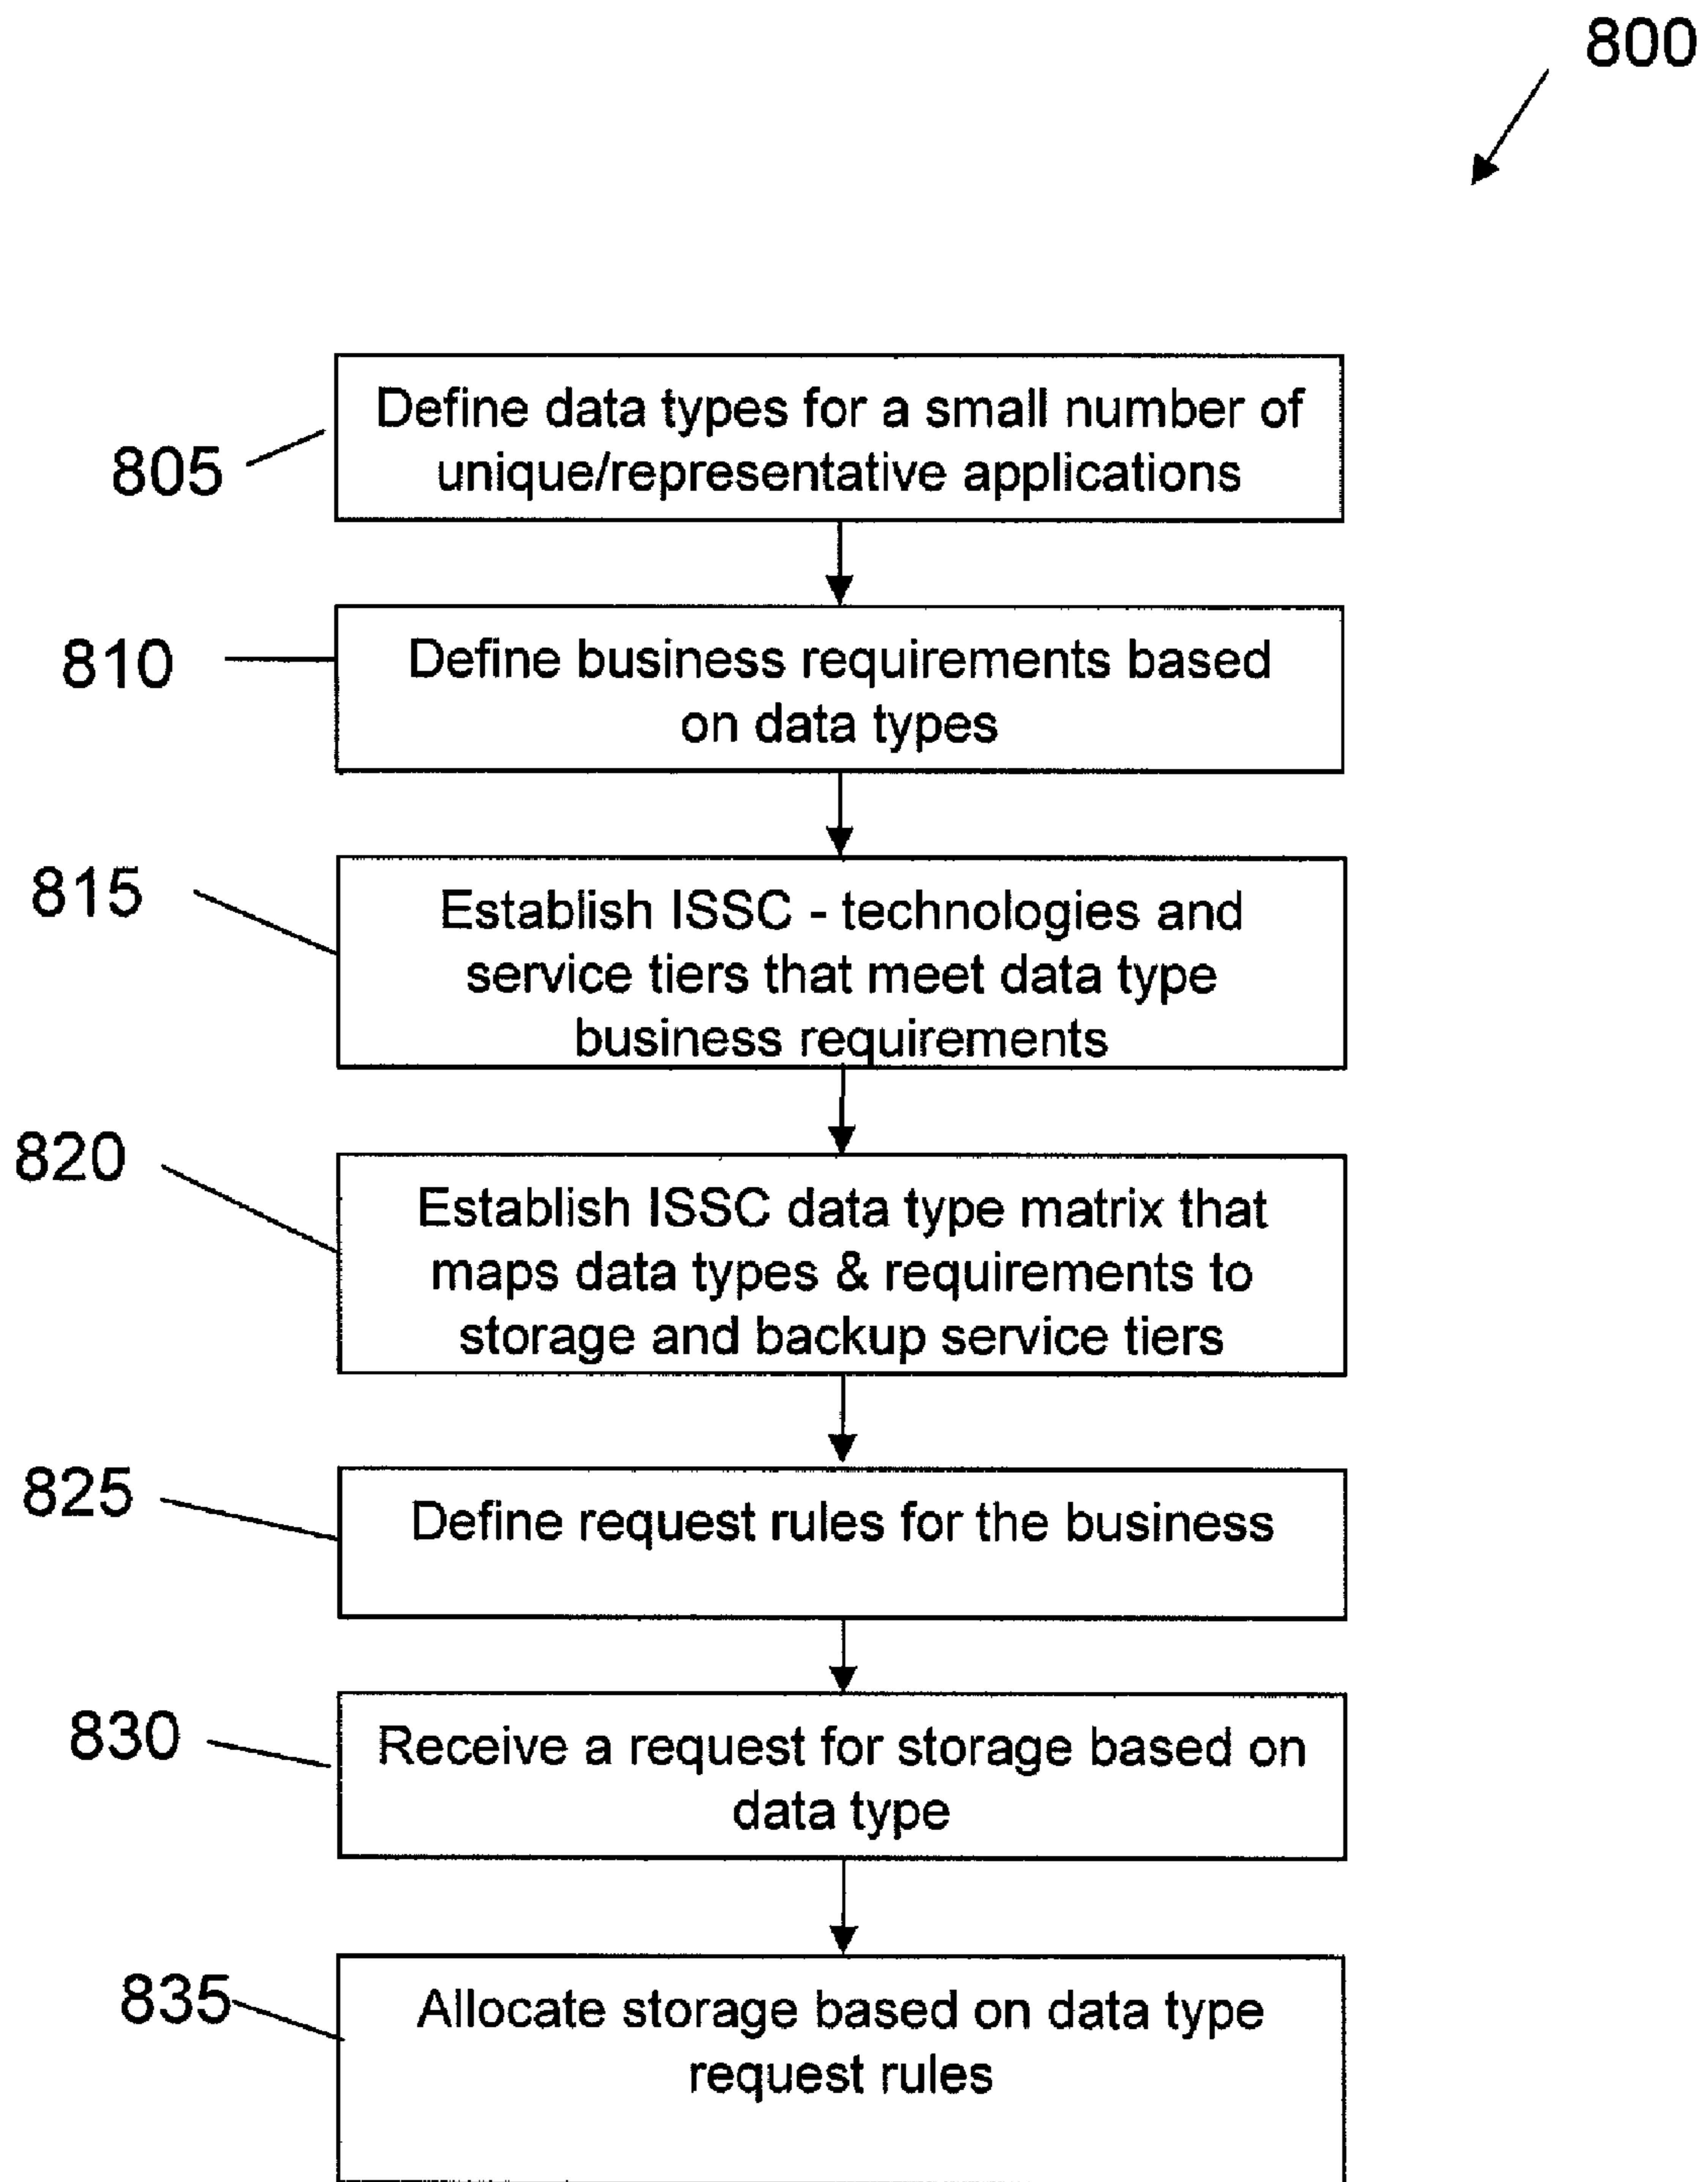 800
805
Define data types for a small number of
unique/representative applications
810
Define business requirements based
on data types
815
Establish ISSC - technologies and
service tiers that meet data type
business requirements
820
Establish ISSC data type matrix that
maps data types & requirements to
storage and backup service tiers
825
Define request rules for the business
830
Receive a request for storage based on
data type
835
Allocate storage based on data type
request rules